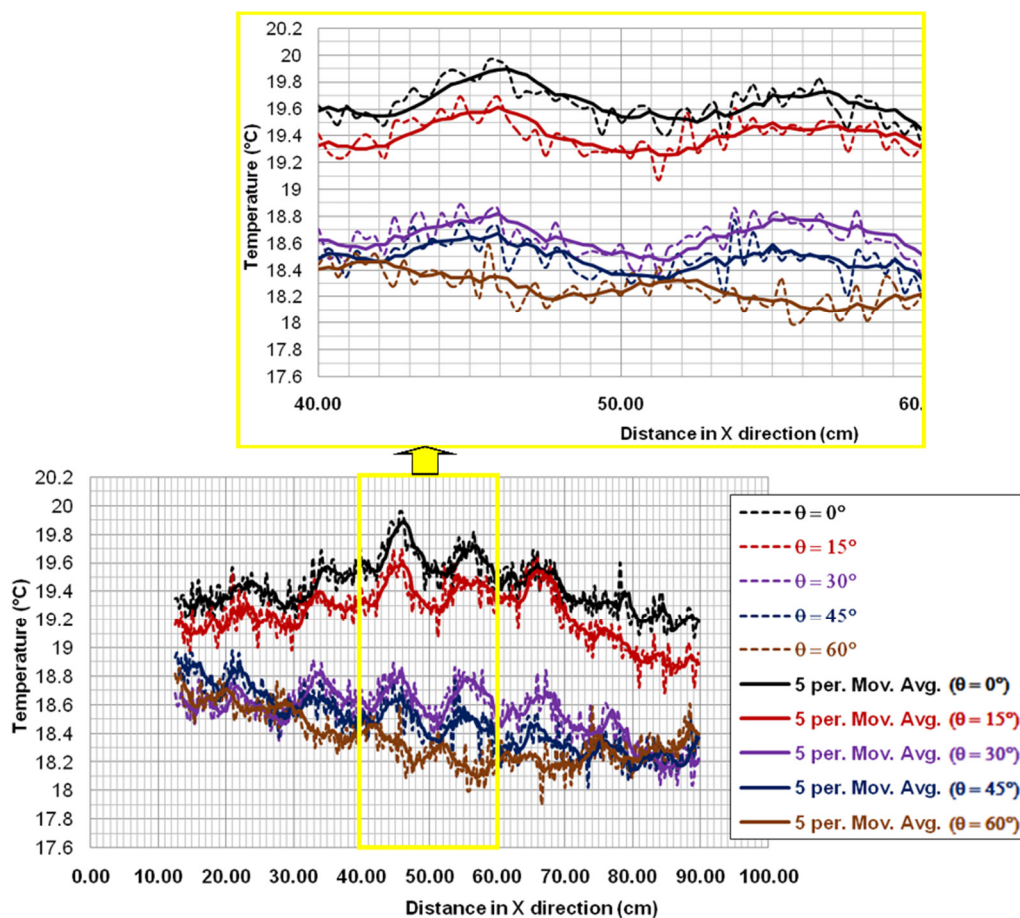 20.2
20
19.8
19.6
19.4
19.2
19
18.8
18.6
18.4
18.2
18
17.8
17.6
Temperature (°C)
40.00 50.00 60.
Distance in X direction (cm)
20.2
20
19.8
19.6
19.4
19.2
19
18.8
18.6
18.4
18.2
18
17.8
17.6
Temperature (°C)
0.00 10.00 20.00 30.00 40.00 50.00 60.00 70.00 80.00 90.00 100.00
Distance in X direction (cm)
θ = 0°
θ = 15°
θ = 30°
θ = 45°
θ = 60°
5 per. Mov. Avg. (θ = 0°)
5 per. Mov. Avg. (θ = 15°)
5 per. Mov. Avg. (θ = 30°)
5 per. Mov. Avg. (θ = 45°)
5 per. Mov. Avg. (θ = 60°)